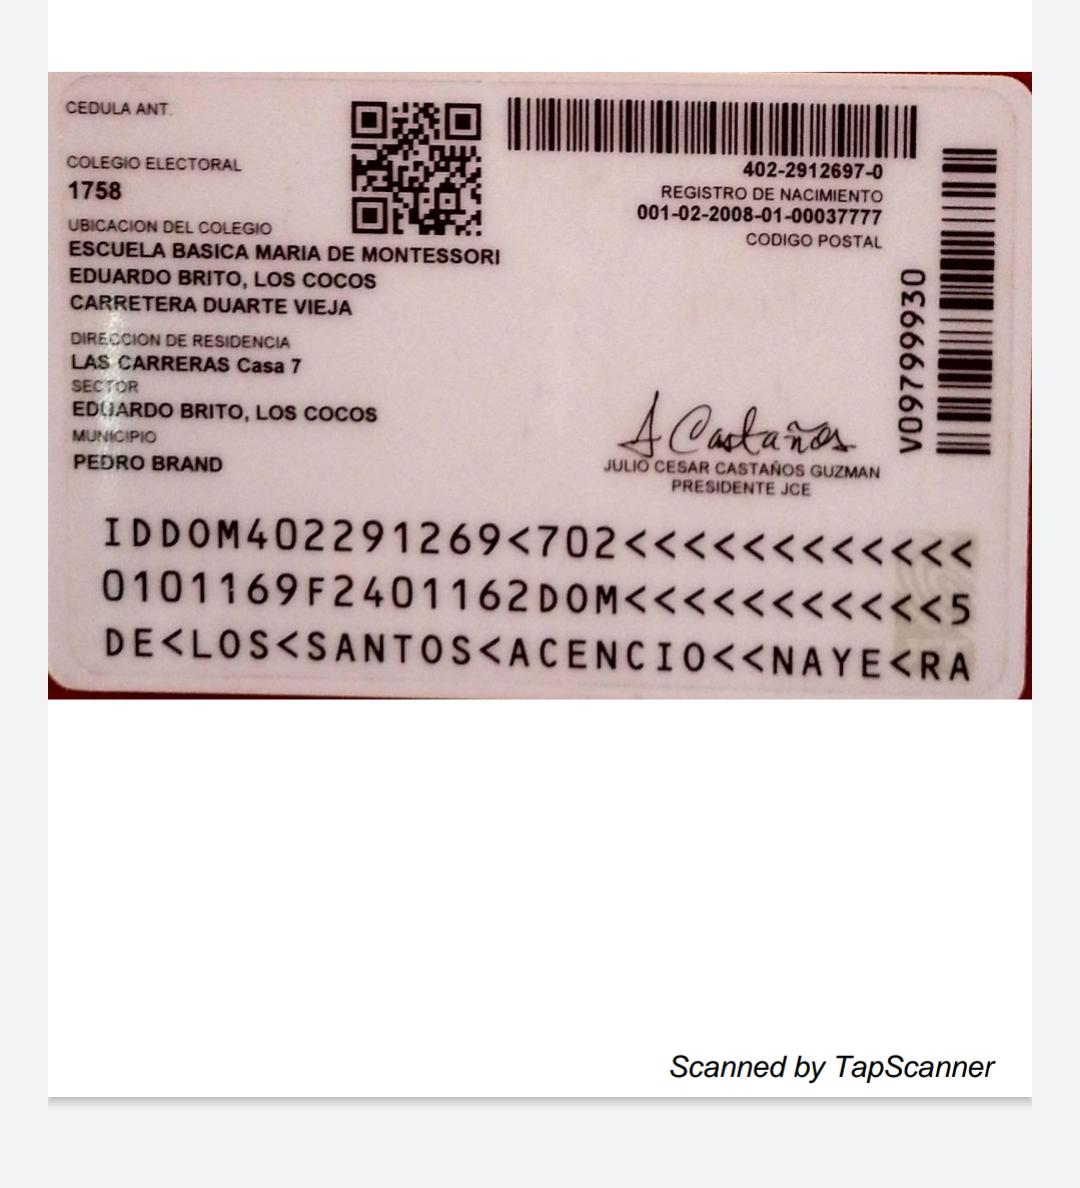 CEDULA ANT.
COLEGIO ELECTORAL
1758
UBICACION DEL COLEGIO
ESCUELA BASICA MARIA DE MONTESSORI
EDUARDO BRITO, LOS COCOS
CARRETERA DUARTE VIEJA
DIRECCION DE RESIDENCIA
LAS CARRERAS Casa 7
SECTOR
EDUARDO BRITO, LOS COCOS
MUNICIPIO
PEDRO BRAND
402-2912697-0
REGISTRO DE NACIMIENTO
001-02-2008-01-00037777
CODIGO POSTAL
V09799930
A Castaños
JULIO CESAR CASTAÑOS GUZMAN
PRESIDENTE JCE
IDDOM402291269<702<<<<<<<<<<<<
0101169F2401162DOM<<<<<<<<<<<5
DE<LOS<SANTOS<ACENCIO<<NAYE<RA
Scanned by TapScanner